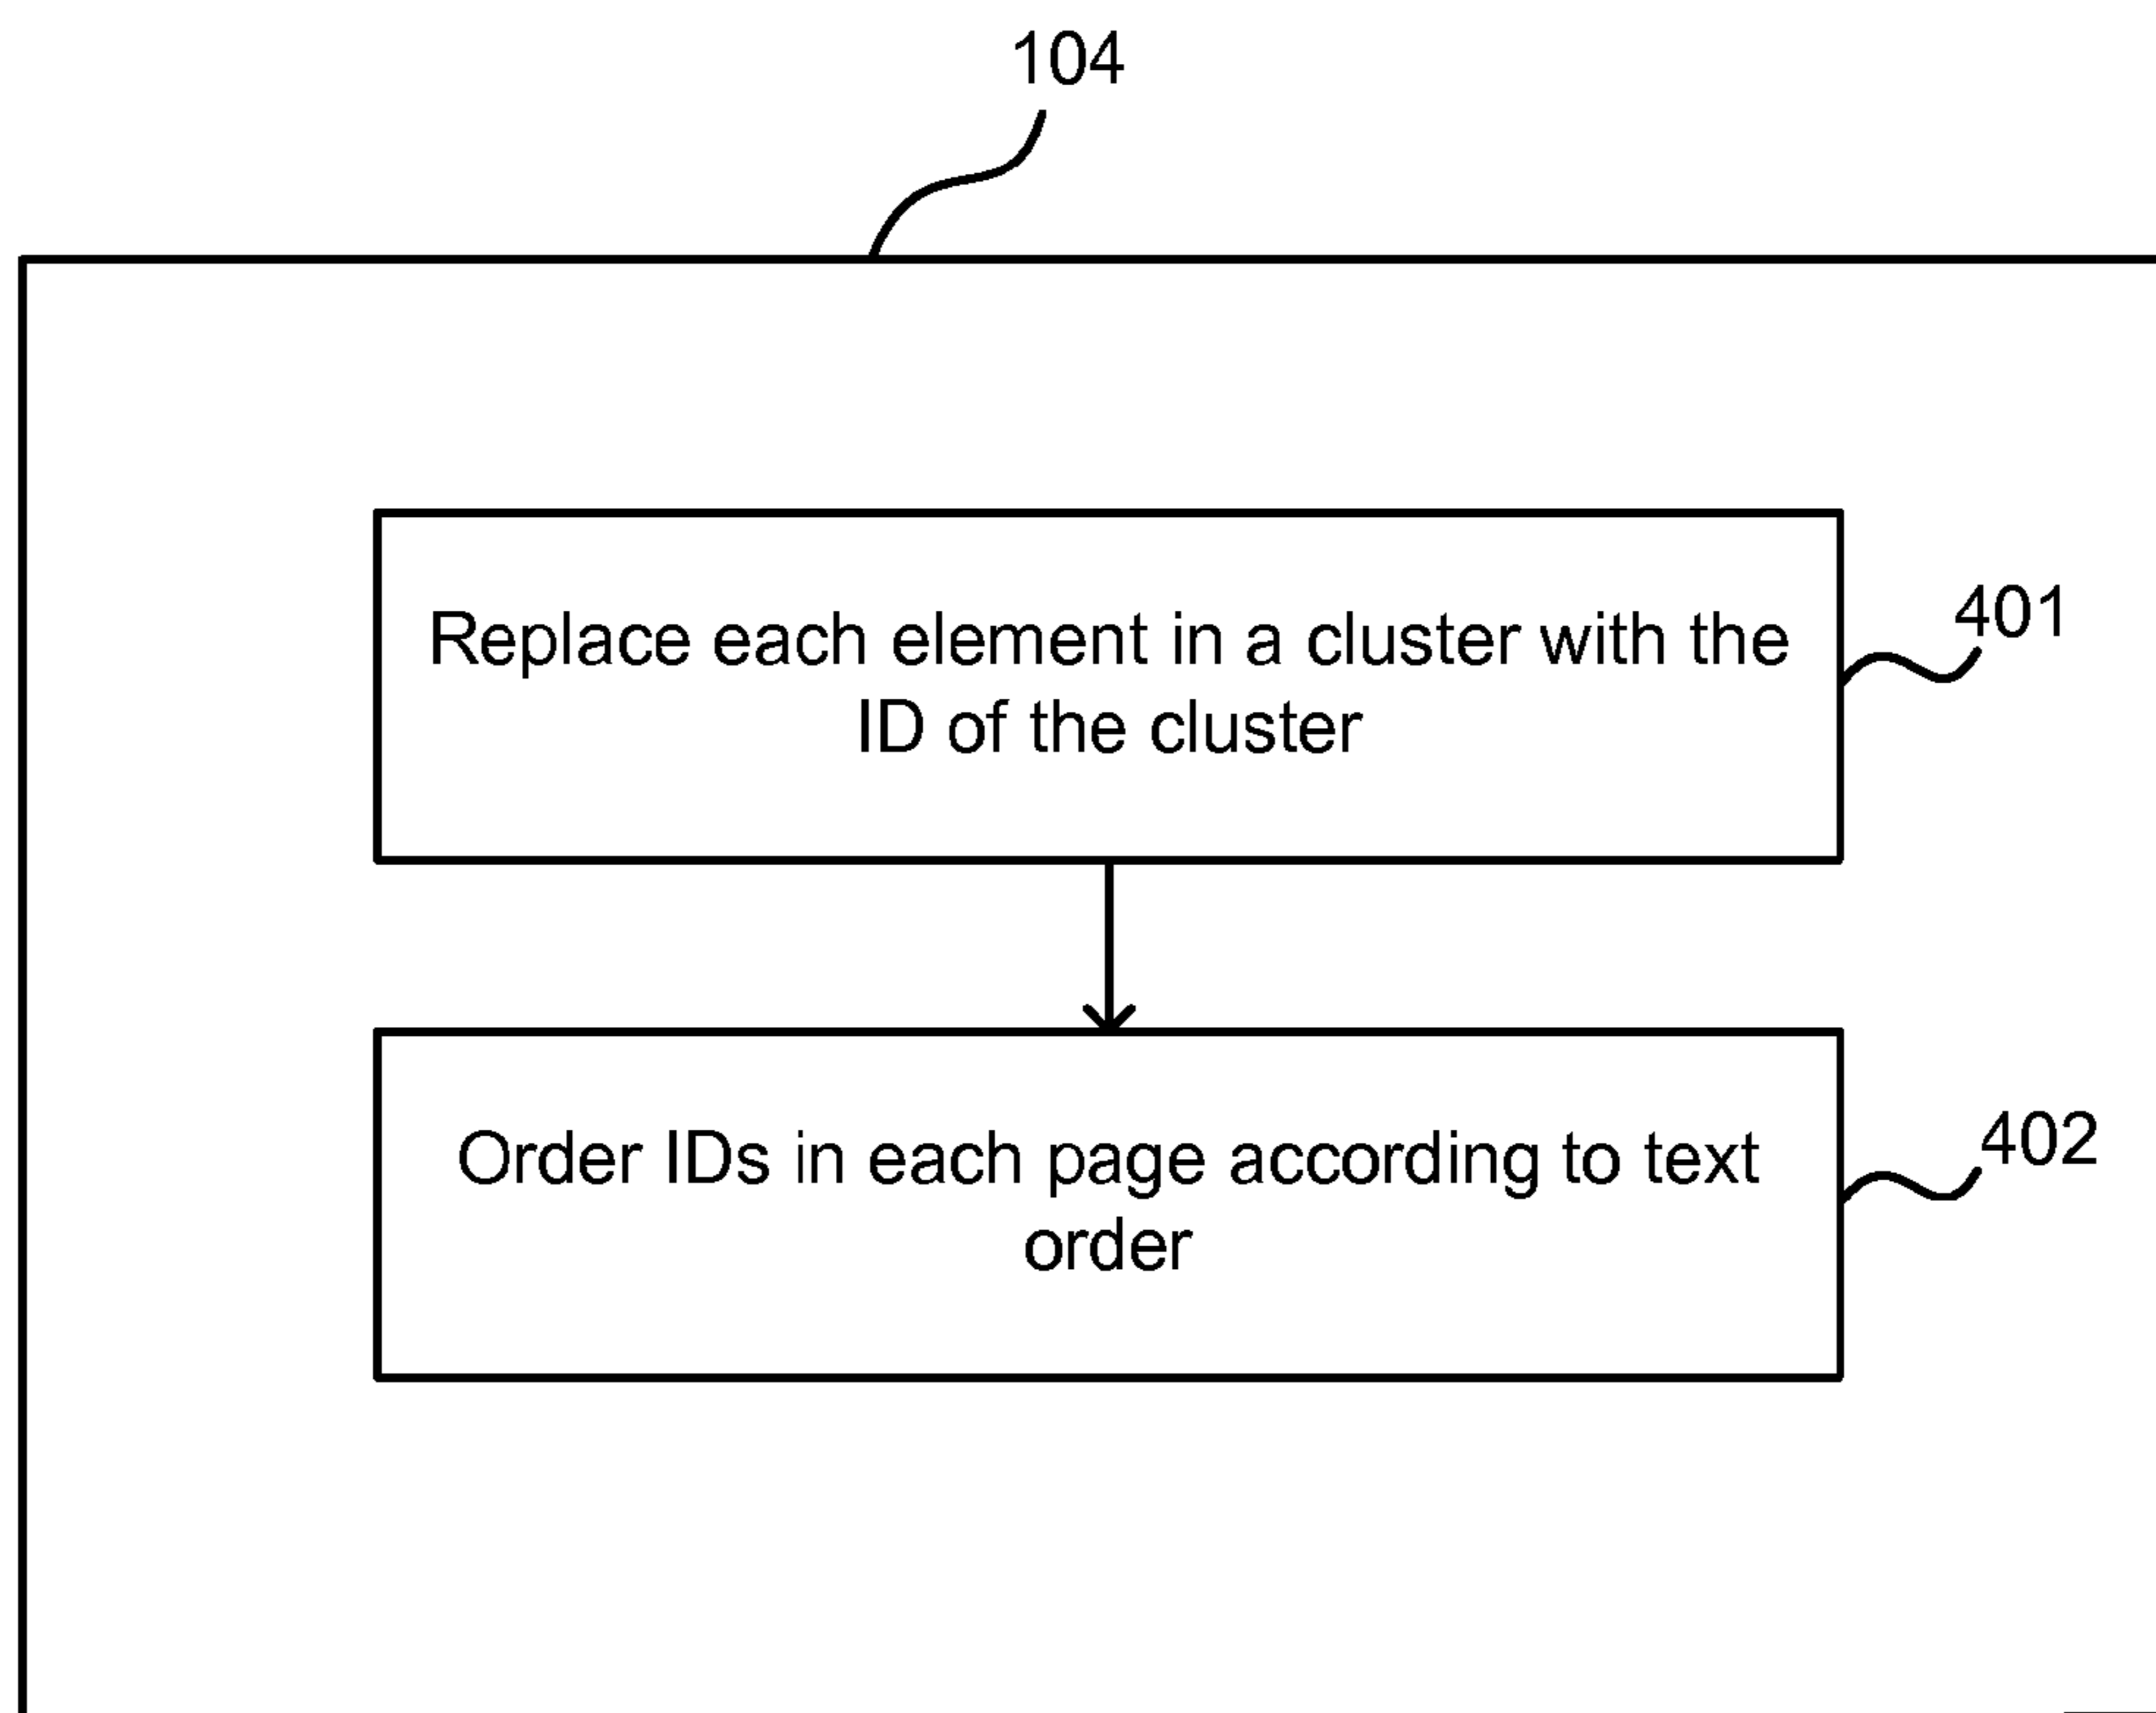 104
Replace each element in a cluster with the
ID of the cluster
401
Order IDs in each page according to text
order
402